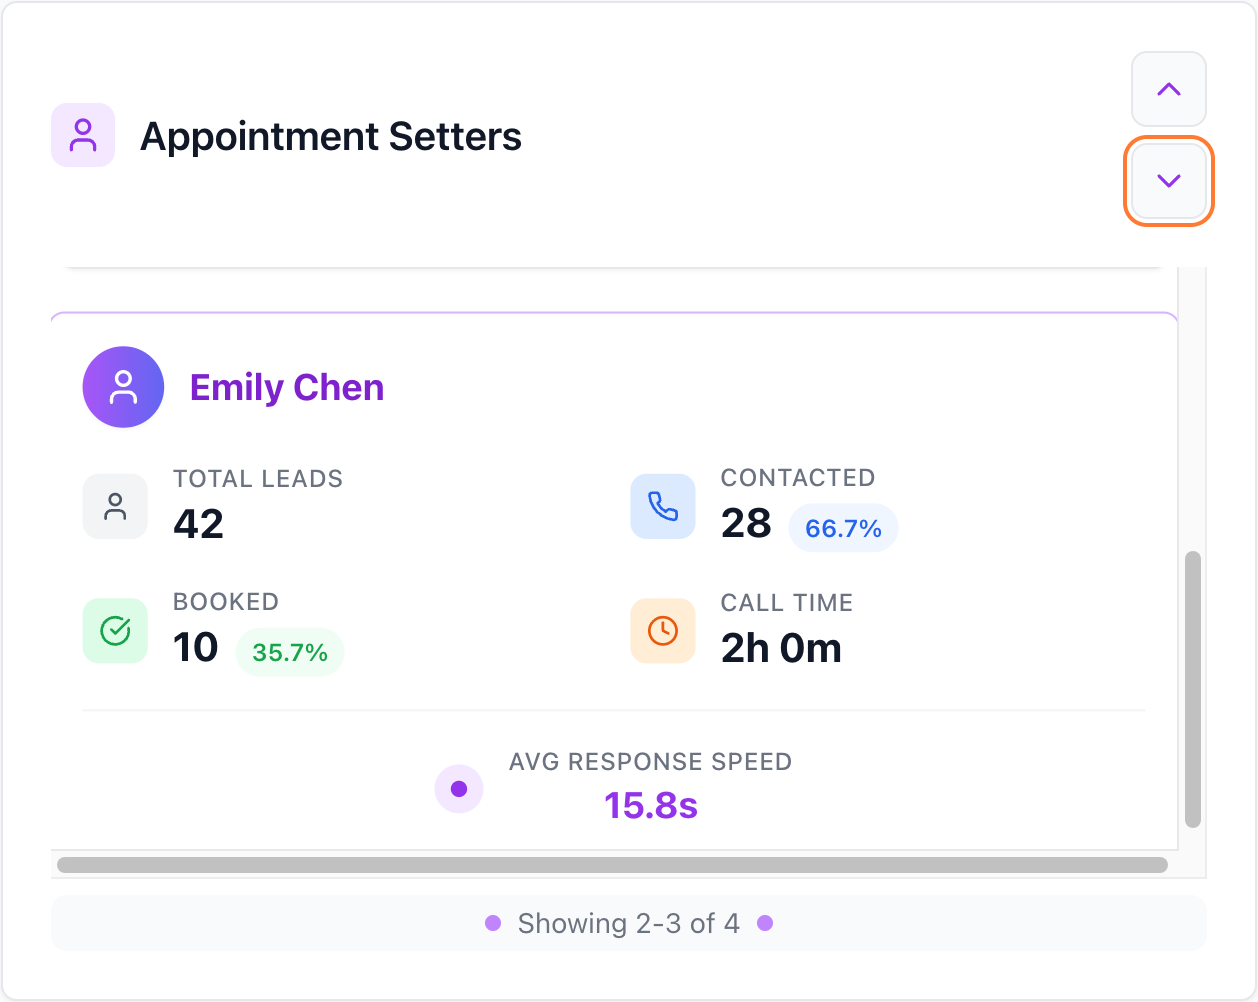 Appointment Setters
Emily Chen
TOTAL LEADS
42
CONTACTED
28 66.7%
BOOKED
10 35.7%
CALL TIME
2h 0m
AVG RESPONSE SPEED
15.8s
Showing 2-3 of 4